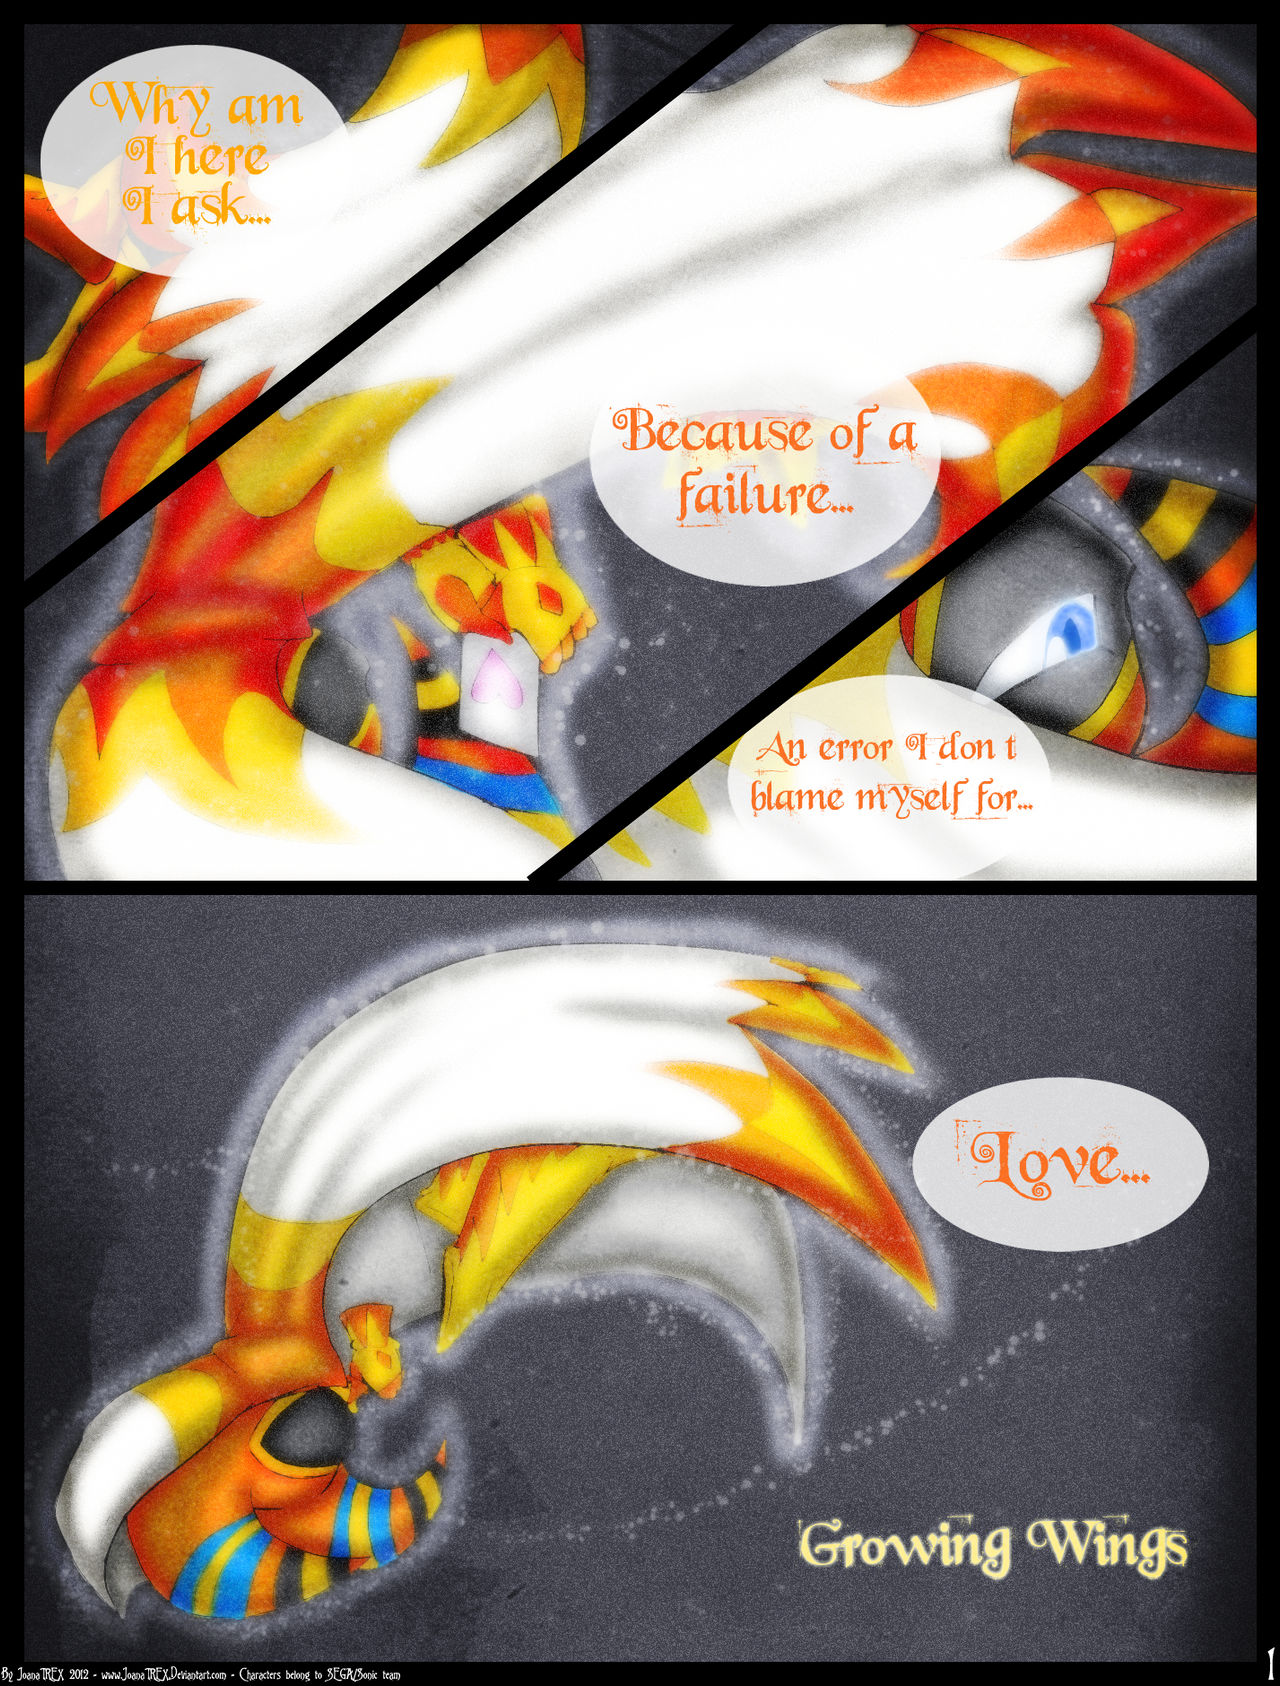 Why am
I here
I ask...
Because of a
failure...
An error I don t
blame myself for...
Love...
Growing Wings
By JoanaTREX 2012 - www.JoanaTREX.Deviantart.com - Characters belong to SEGA/Sonic team
1